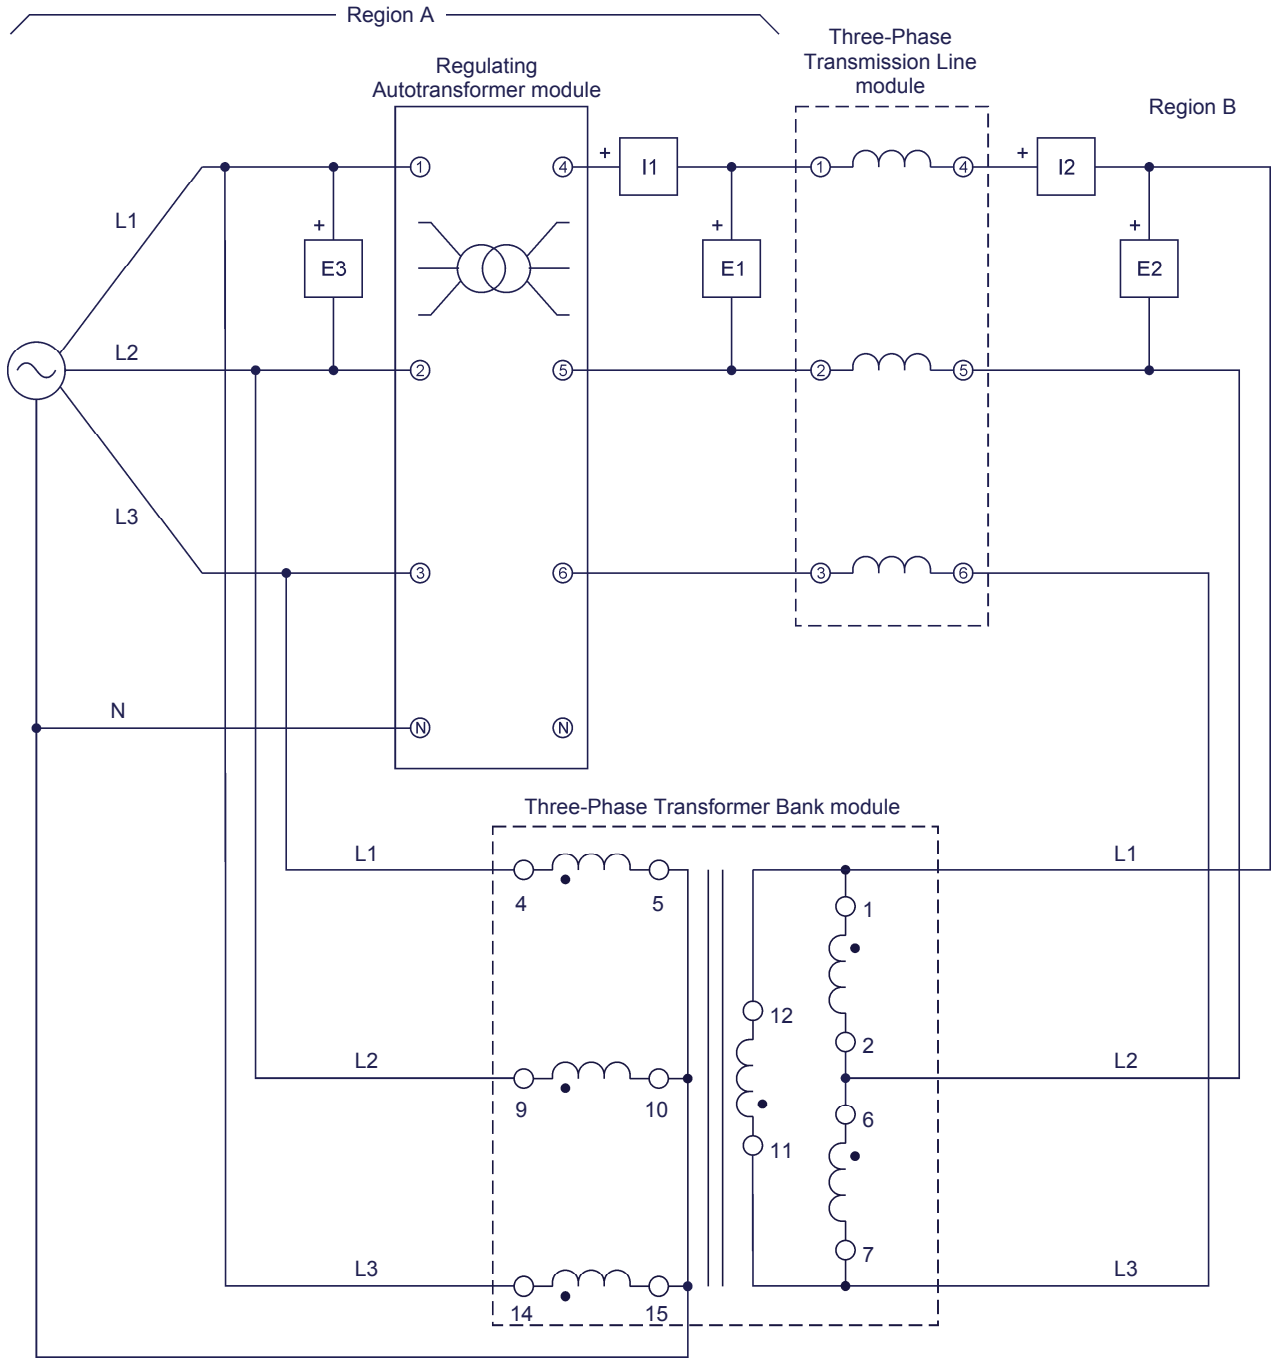 Region A
Three-Phase
Transmission Line
module
Regulating
Autotransformer module
Region B
1
4
+
I1
1
4
+
I2
L1
+
E3
+
E1
+
E2
L2
2
5
2
5
L3
3
6
3
6
N
N
N
Three-Phase Transformer Bank module
L1
L1
4
5
1
12
2
L2
L2
9
10
6
11
7
L3
L3
14
15